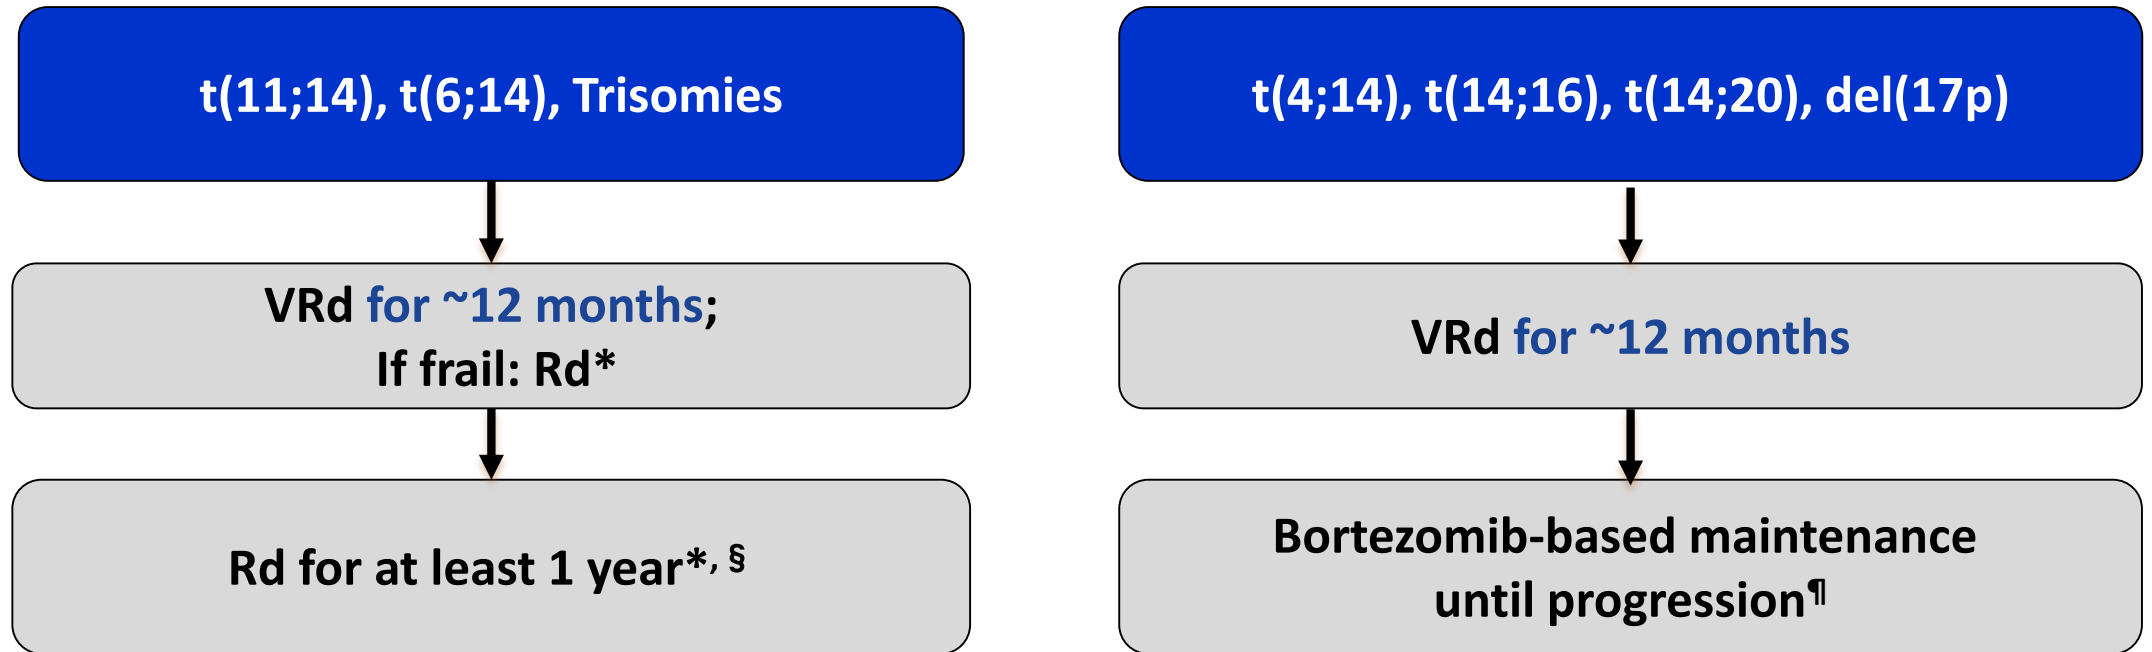 t(11;14), t(6;14), Trisomies
VRd for ~12 months;
If frail: Rd*
Rd for at least 1 year*, §
t(4;14), t(14;16), t(14;20), del(17p)
VRd for ~12 months
Bortezomib-based maintenance
until progression¶